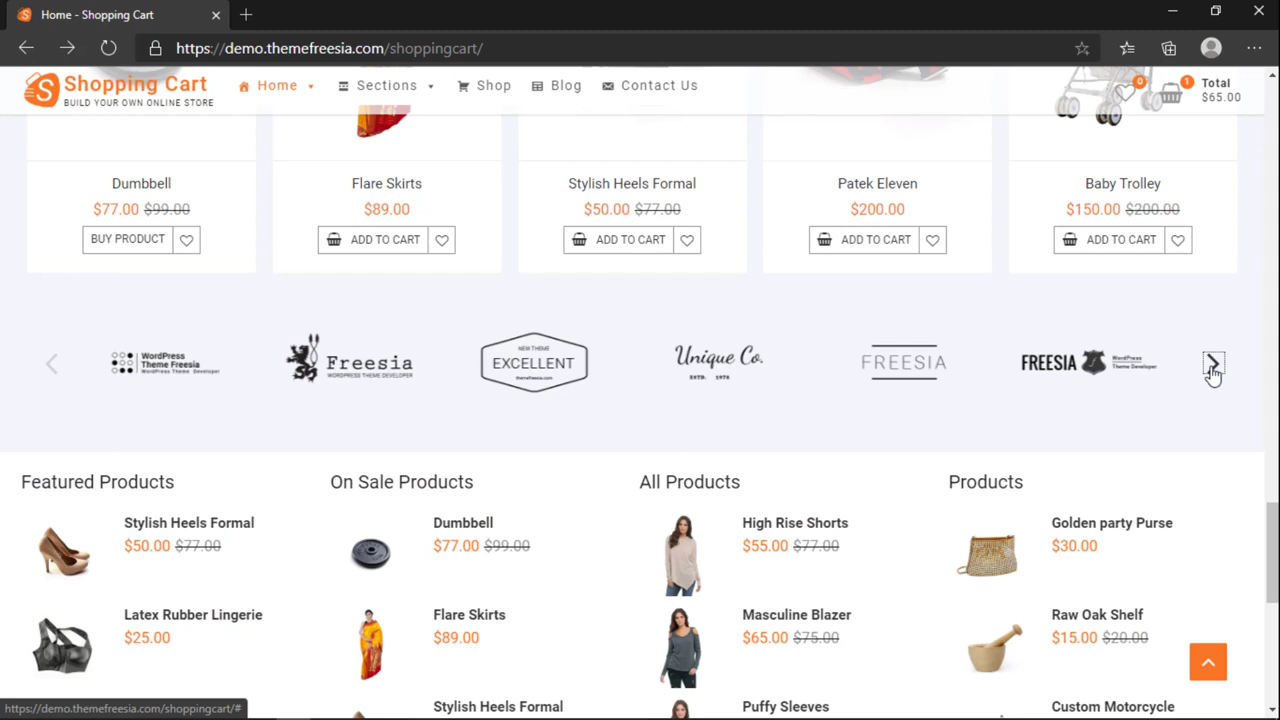 Home - Shopping Cart
https://demo.themefreesia.com/shoppingcart/
Shopping Cart
BUILD YOUR OWN ONLINE STORE
Home
Sections
Shop
Blog
Contact Us
0
1
Total
$65.00
Dumbbell
$77.00 $99.00
BUY PRODUCT
Flare Skirts
$89.00
ADD TO CART
Stylish Heels Formal
$50.00 $77.00
ADD TO CART
Patek Eleven
$200.00
ADD TO CART
Baby Trolley
$150.00 $200.00
ADD TO CART
WordPress
Theme Freesia
WordPress Theme Developer
Freesia
WORDPRESS THEME DEVELOPER
NEW THEME
EXCELLENT
themefreesia.com
Unique Co.
ESTD. 1976
FREESIA
FREESIA
WordPress
Theme Developer
Featured Products
Stylish Heels Formal
$50.00 $77.00
Latex Rubber Lingerie
$25.00
On Sale Products
Dumbbell
$77.00 $99.00
Flare Skirts
$89.00
Stylish Heels Formal
All Products
High Rise Shorts
$55.00 $77.00
Masculine Blazer
$65.00 $75.00
Puffy Sleeves
Products
Golden party Purse
$30.00
Raw Oak Shelf
$15.00 $20.00
Custom Motorcycle
https://demo.themefreesia.com/shoppingcart/#